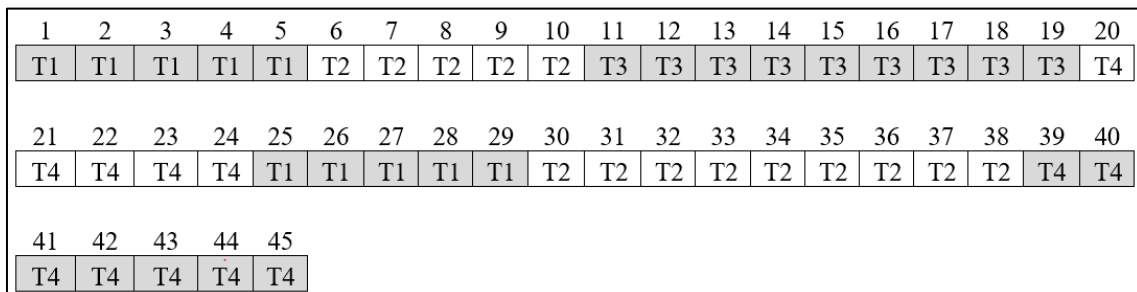 1 2 3 4 5 6 7 8 9 10 11 12 13 14 15 16 17 18 19 20
T1 T1 T1 T1 T1 T2 T2 T2 T2 T2 T3 T3 T3 T3 T3 T3 T3 T3 T3 T4
21 22 23 24 25 26 27 28 29 30 31 32 33 34 35 36 37 38 39 40
T4 T4 T4 T4 T1 T1 T1 T1 T1 T2 T2 T2 T2 T2 T2 T2 T2 T2 T4 T4
41 42 43 44 45
T4 T4 T4 T4 T4